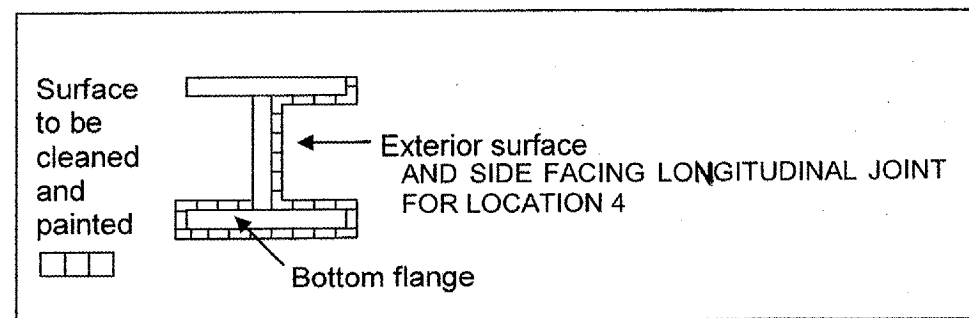 Surface
to be
cleaned
and
painted
Exterior surface
AND SIDE FACING LONGITUDINAL JOINT
FOR LOCATION 4
Bottom flange